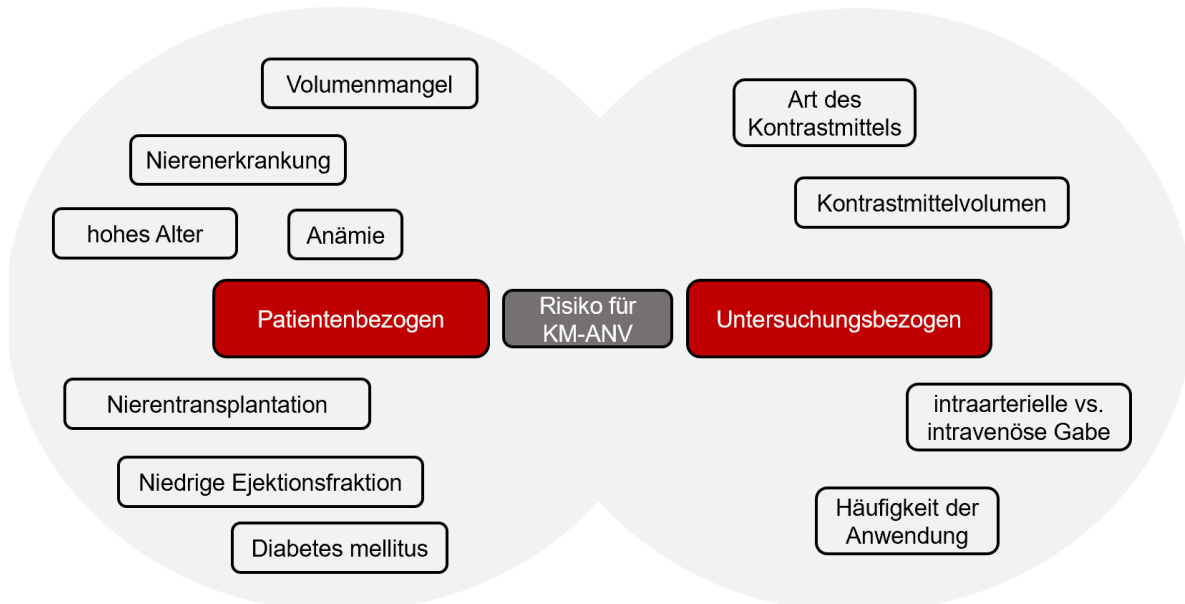 Volumenmangel
Nierenerkrankung
hohes Alter
Anämie
Patientenbezogen
Nierentransplantation
Niedrige Ejektionsfraktion
Diabetes mellitus
Risiko für
KM-ANV
Art des
Kontrastmittels
Kontrastmittelvolumen
Untersuchungsbezogen
intraarterielle vs.
intravenöse Gabe
Häufigkeit der
Anwendung